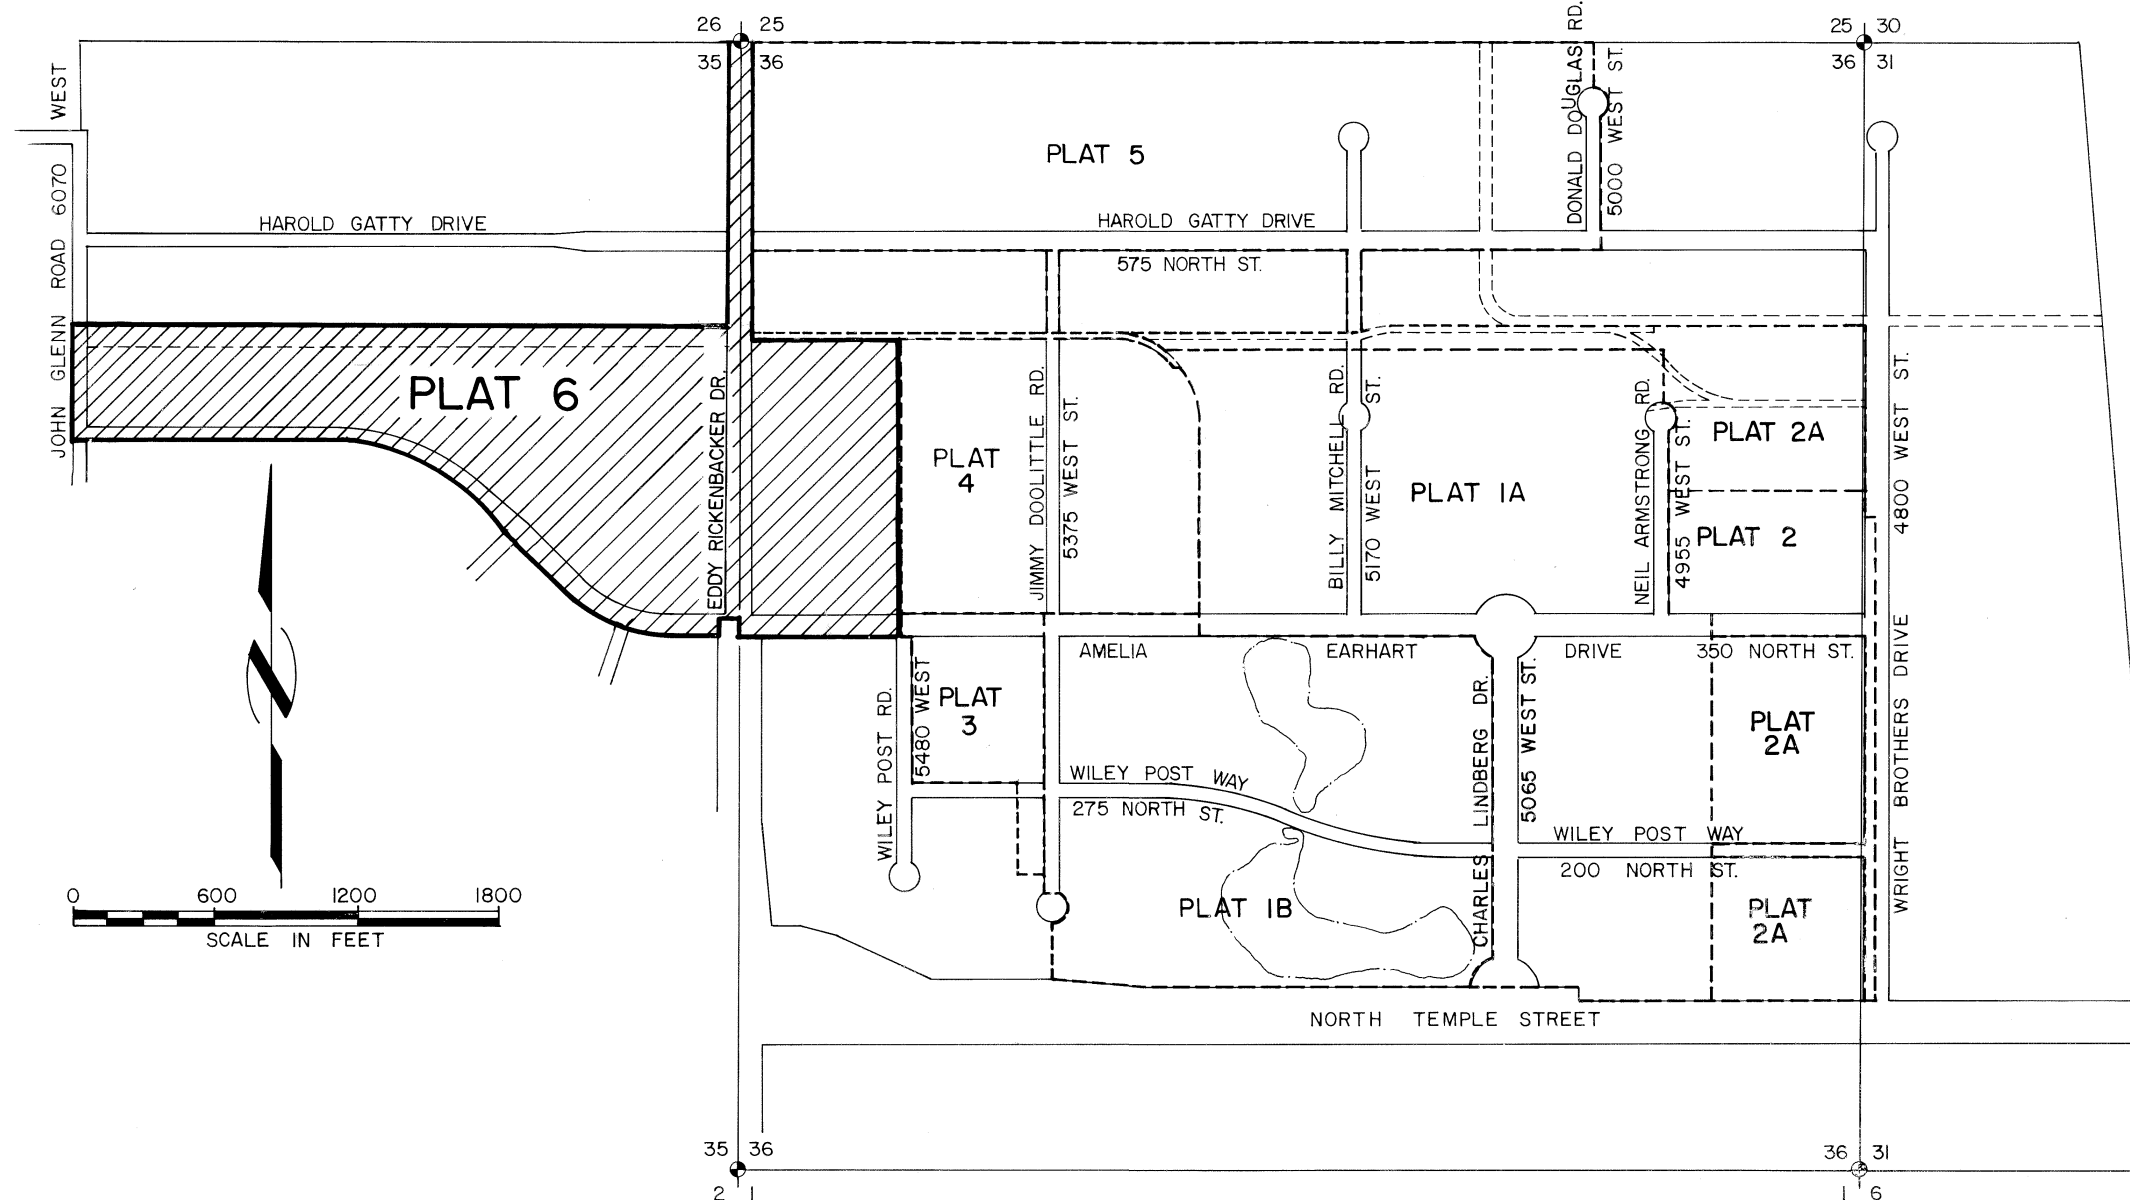 26 25
25 30
35 36
36 31
JOHN GLENN ROAD 6070 WEST
DONALD DOUGLAS RD.
5000 WEST ST.
PLAT 5
HAROLD GATTY DRIVE
HAROLD GATTY DRIVE
575 NORTH ST.
PLAT 6
EDDY RICKENBACKER DR.
PLAT
4
JIMMY DOOLITTLE RD.
5375 WEST ST.
BILLY MITCHELL RD.
5170 WEST ST.
PLAT 1A
NEIL ARMSTRONG RD.
4955 WEST ST.
PLAT 2A
PLAT 2
4800 WEST ST.
WRIGHT BROTHERS DRIVE
AMELIA EARHART DRIVE 350 NORTH ST.
WILEY POST RD.
5480 WEST
PLAT
3
CHARLES LINDBERG DR.
5065 WEST ST.
PLAT
2A
WILEY POST WAY
275 NORTH ST.
WILEY POST WAY
200 NORTH ST.
PLAT 1B
PLAT
2A
0 600 1200 1800
SCALE IN FEET
NORTH TEMPLE STREET
35 36
36 31
2 1
1 6
N